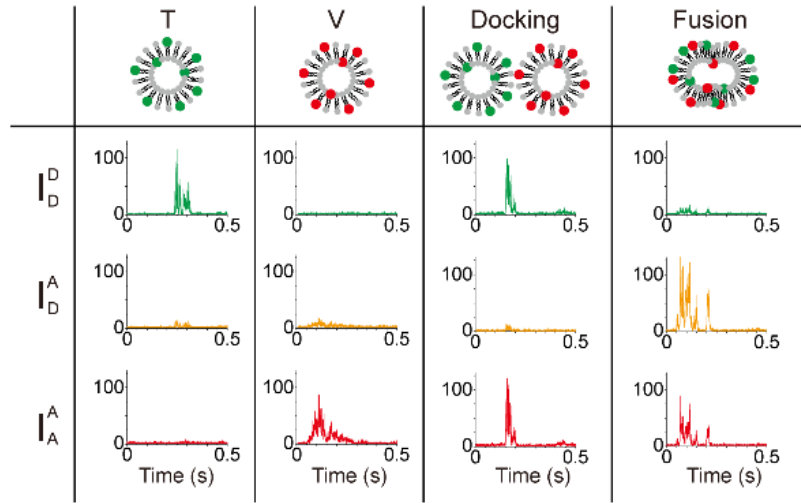 T V Docking Fusion
I D D
100 100 100 100
0 0 0 0
0 0.5 0 0.5 0 0.5 0 0.5
I A D
100 100 100 100
0 0 0 0
0 0.5 0 0.5 0 0.5 0 0.5
I A A
100 100 100 100
0 0 0 0
0 0.5 0 0.5 0 0.5 0 0.5
Time (s) Time (s) Time (s) Time (s)